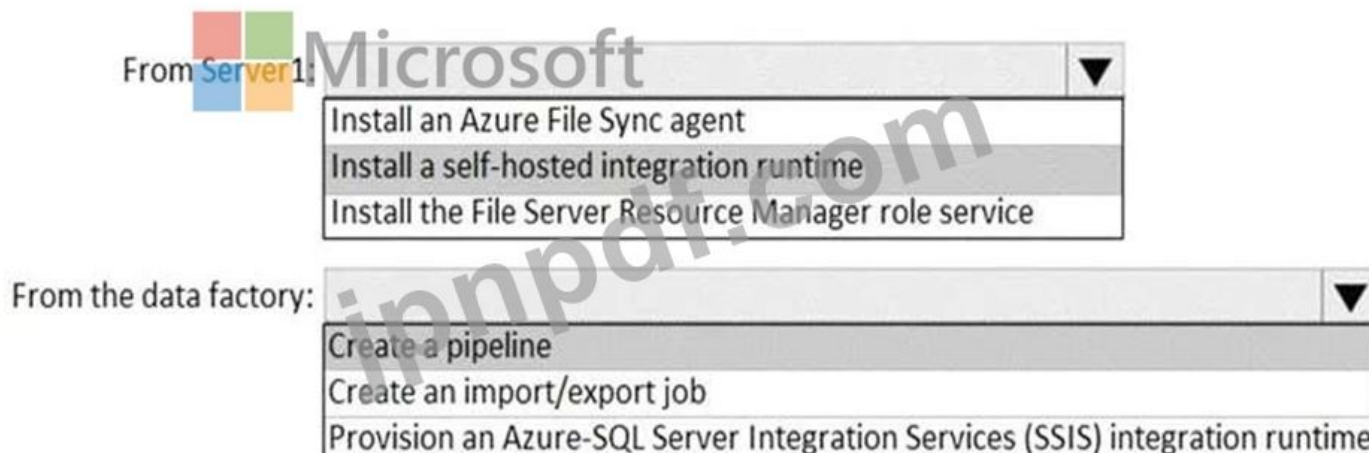 Microsoft
From Server1:
Install an Azure File Sync agent
Install a self-hosted integration runtime
Install the File Server Resource Manager role service
jpnpdf.com
From the data factory:
Create a pipeline
Create an import/export job
Provision an Azure-SQL Server Integration Services (SSIS) integration runtime